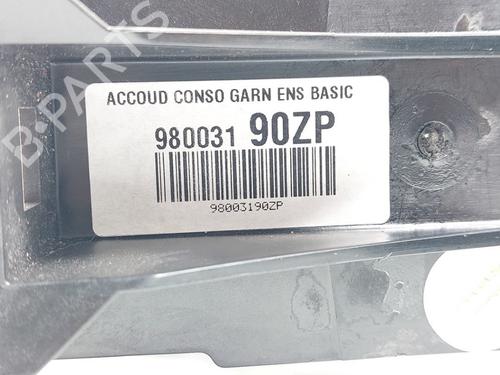 ACCOUD CONSO GARN ENS BASIC
980031 90ZP
98003190ZP
B-PARTS